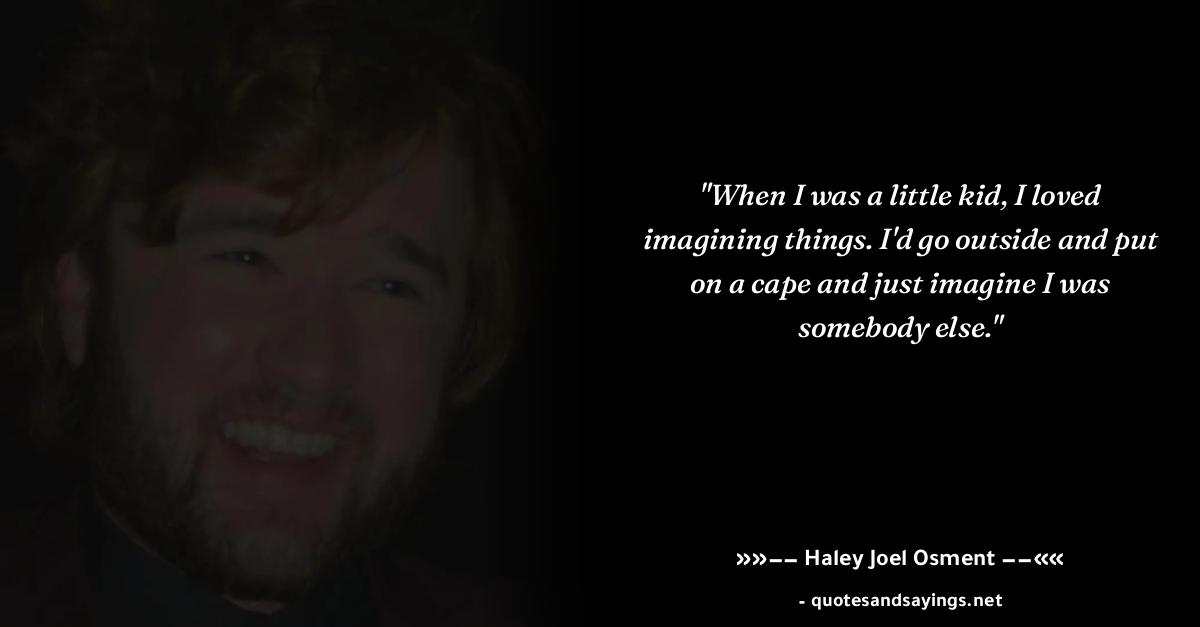 "When I was a little kid, I loved
imagining things. I'd go outside and put
on a cape and just imagine I was
somebody else."
»»−− Haley Joel Osment −−««
- quotesandsayings.net